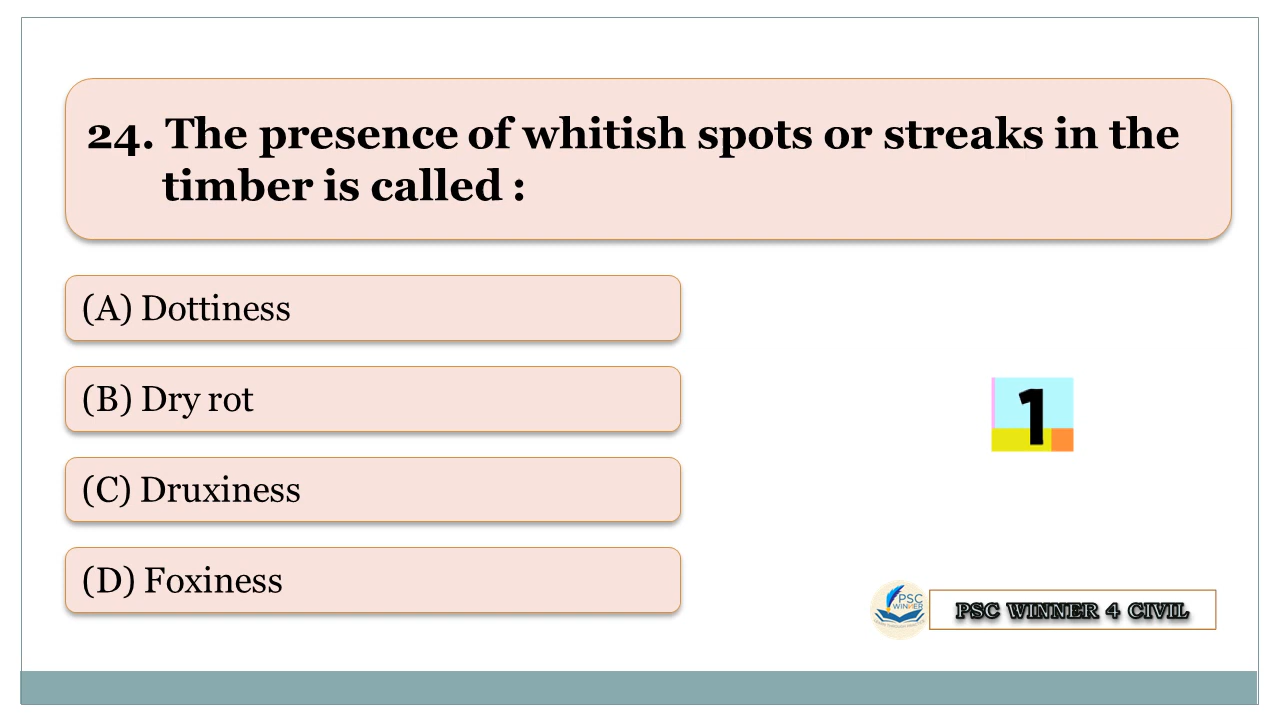 24. The presence of whitish spots or streaks in the
timber is called :
(A) Dottiness
(B) Dry rot
(C) Druxiness
(D) Foxiness
1
PSC
WINNER
PSC WINNER 4 CIVIL